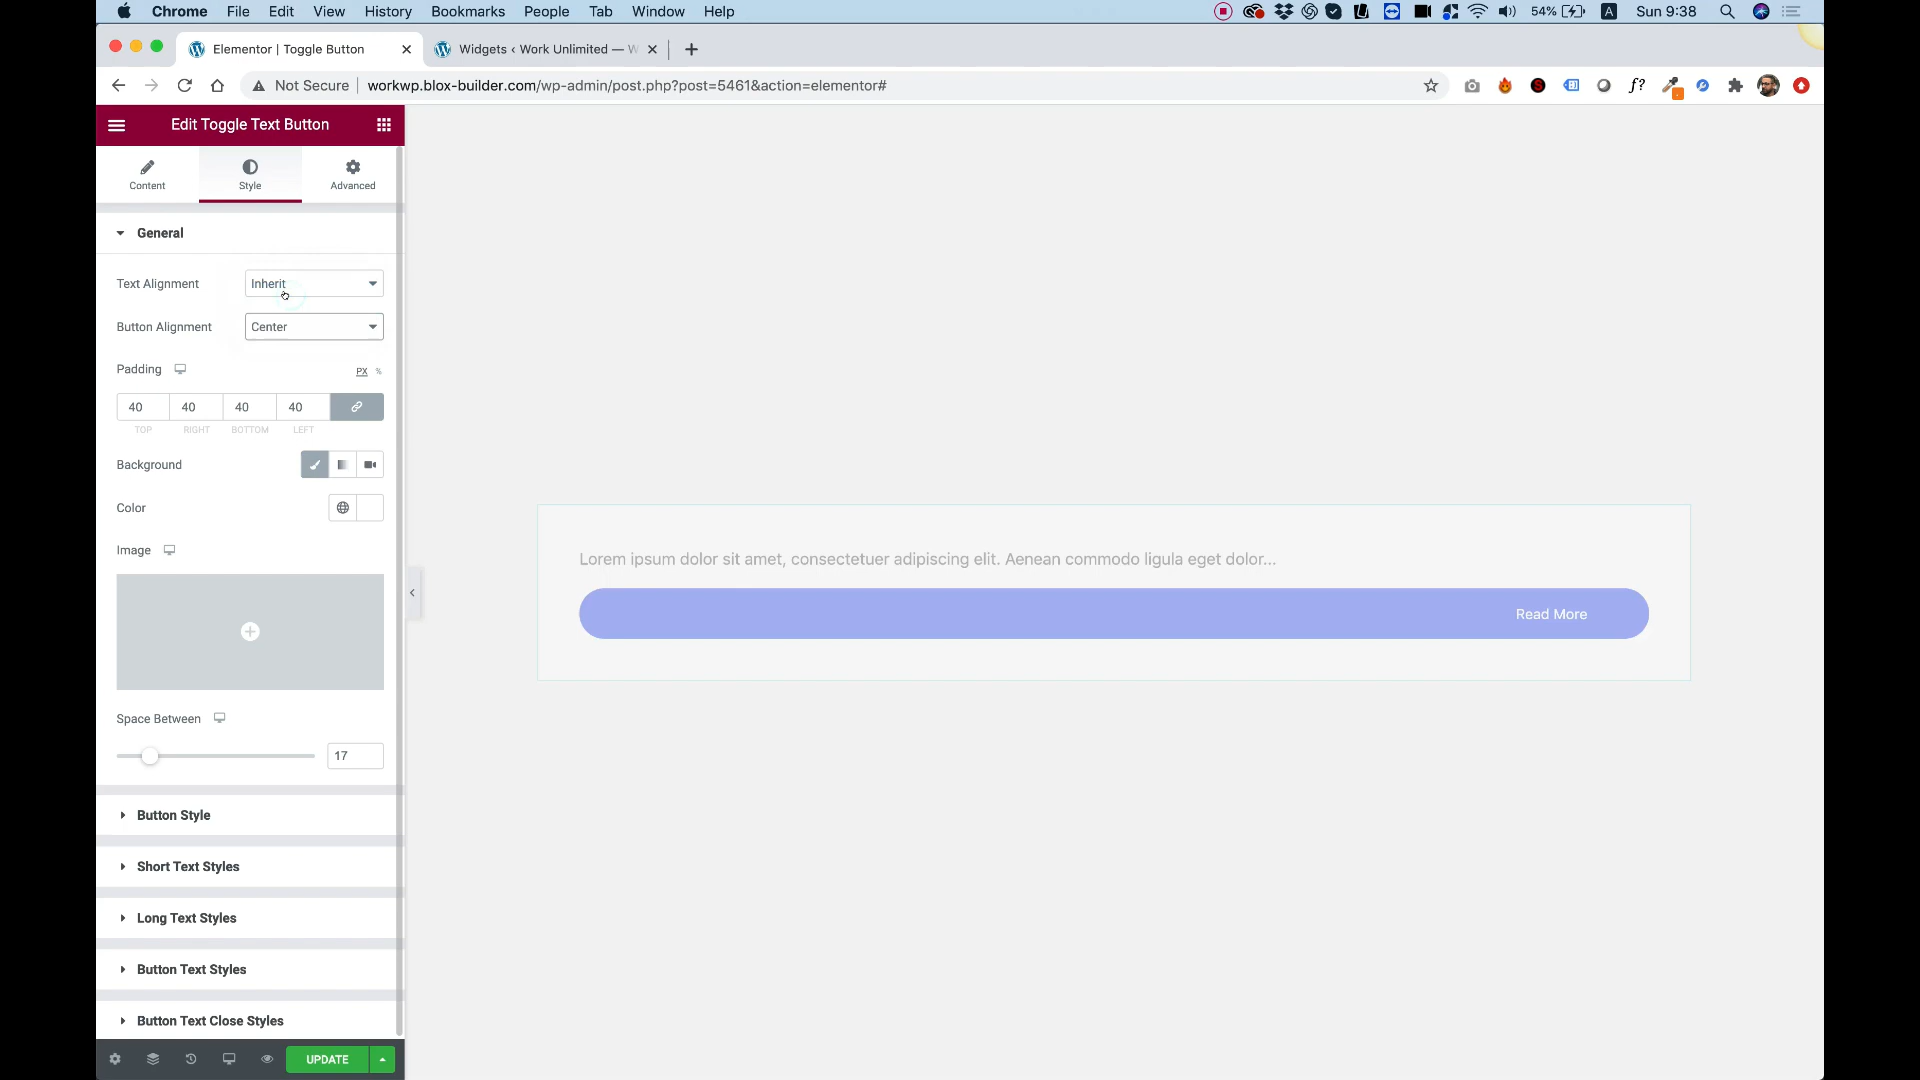 Chrome File Edit View History Bookmarks People Tab Window Help 54% A Sun 9:38
Elementor | Toggle Button Widgets ‹ Work Unlimited — W
Not Secure workwp.blox-builder.com/wp-admin/post.php?post=5461&action=elementor# f?
Edit Toggle Text Button
Content Style Advanced
General
Text Alignment Inherit
Button Alignment Center
Padding PX %
40 40 40 40
TOP RIGHT BOTTOM LEFT
Background
Color
Image
Space Between
17
Button Style
Short Text Styles
Long Text Styles
Button Text Styles
Button Text Close Styles
UPDATE
Lorem ipsum dolor sit amet, consectetuer adipiscing elit. Aenean commodo ligula eget dolor...
Read More